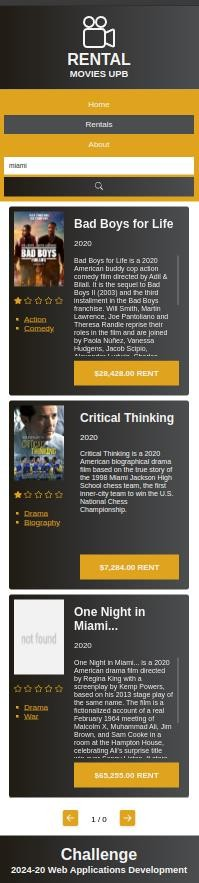 RENTAL
MOVIES UPB
Home
Rentals
About
miami
Bad Boys for Life
2020
Bad Boys for Life is a 2020
American buddy cop action
comedy film directed by Adil
& Bilall. It is the sequel to Bad
Boys II (2003) and the third
installment in the Bad Boys
franchise. Will Smith, Martin
Lawrence, Joe Pantoliano and
Theresa Randle reprise their
roles in the film and are joined
by Paola Nuñez, Vanessa
Hudgens, Jacob Scipio,
Alexander Ludwig, Charles
BAD BOYS
Action
Comedy
$28,428.00 RENT
Critical Thinking
2020
Critical Thinking is a 2020
American biographical drama
film based on the true story of
the 1998 Miami Jackson High
School chess team, the first
inner-city team to win the U.S.
National Chess
Championship.
CRITICAL
THINKING
Drama
Biography
$7,284.00 RENT
One Night in
Miami...
2020
One Night in Miami... is a 2020
American drama film directed
by Regina King with a
screenplay by Kemp Powers,
based on his 2013 stage play of
the same name. The film is a
fictionalized account of a real
February 1964 meeting of
Malcolm X, Muhammad Ali, Jim
Brown, and Sam Cooke in a
room at the Hampton House,
celebrating Ali's surprise title
win over Sonny Liston. It stars
not found
Drama
War
$65,255.00 RENT
1 / 0
Challenge
2024-20 Web Applications Development